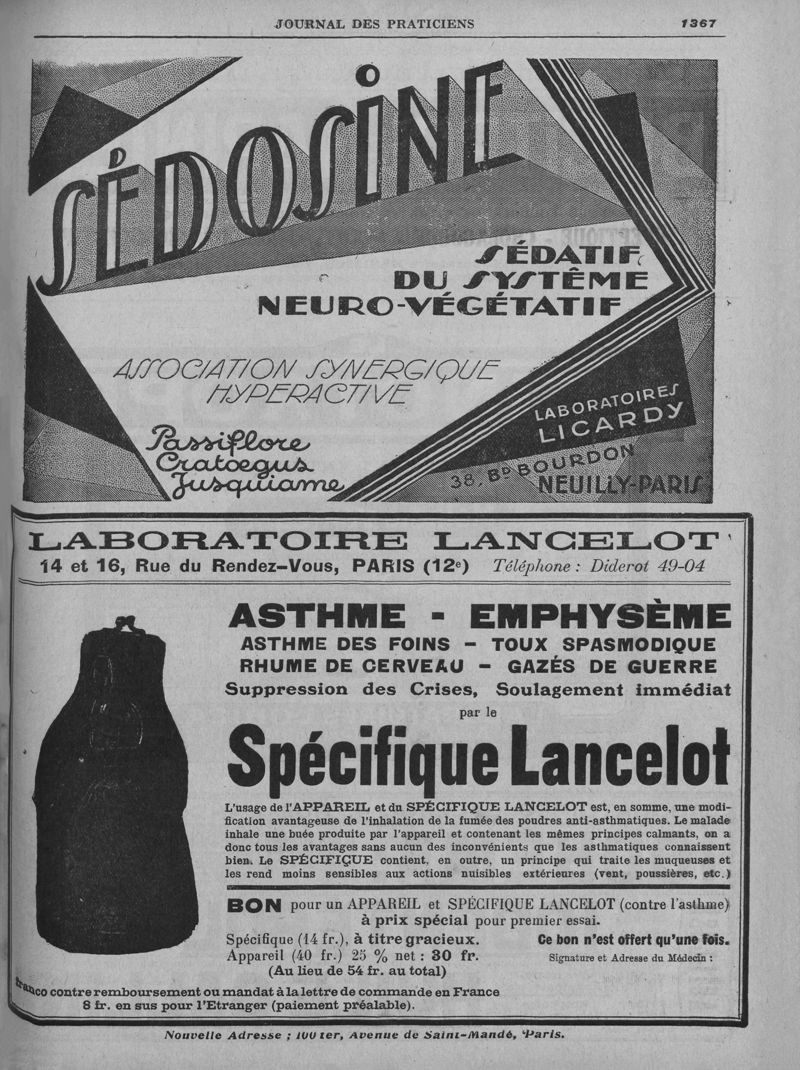 JOURNAL DES PRATICIENS
1367
SÉDOSINE
SÉDATIF
DU SYSTÊME
NEURO-VÉGÉTATIF
ASSOCIATION SYNERGIQUE
HYPERACTIVE
Passiflore
Cratoegus
Jusquiame
LABORATOIRES
LICARDY
38, BD BOURDON
NEUILLY-PARIS
LABORATOIRE LANCELOT
14 et 16, Rue du Rendez-Vous, PARIS (12e) Téléphone : Diderot 49-04
ASTHME - EMPHYSÈME
ASTHME DES FOINS - TOUX SPASMODIQUE
RHUME DE CERVEAU - GAZÉS DE GUERRE
Suppression des Crises, Soulagement immédiat
par le
Spécifique Lancelot
L'usage de l'APPAREIL et du SPÉCIFIQUE LANCELOT est, en somme, une modi-
fication avantageuse de l'inhalation de la fumée des poudres anti-asthmatiques. Le malade
inhale une buée produite par l'appareil et contenant les mêmes principes calmants, on a
donc tous les avantages sans aucun des inconvénients que les asthmatiques connaissent
bien. Le SPÉCIFIQUE contient, en outre, un principe qui traite les muqueuses et
les rend moins sensibles aux actions nuisibles extérieures (vent, poussières, etc.)
BON pour un APPAREIL et SPÉCIFIQUE LANCELOT (contre l'asthme)
à prix spécial pour premier essai.
Spécifique (14 fr.), à titre gracieux.
Appareil (40 fr.) 25 % net : 30 fr.
(Au lieu de 54 fr. au total)
Ce bon n'est offert qu'une fois.
Signature et Adresse du Médecin :
franco contre remboursement ou mandat à la lettre de commande en France
8 fr. en sus pour l'Etranger (paiement préalable).
Nouvelle Adresse : 100 ter, Avenue de Saint-Mandé, Paris.